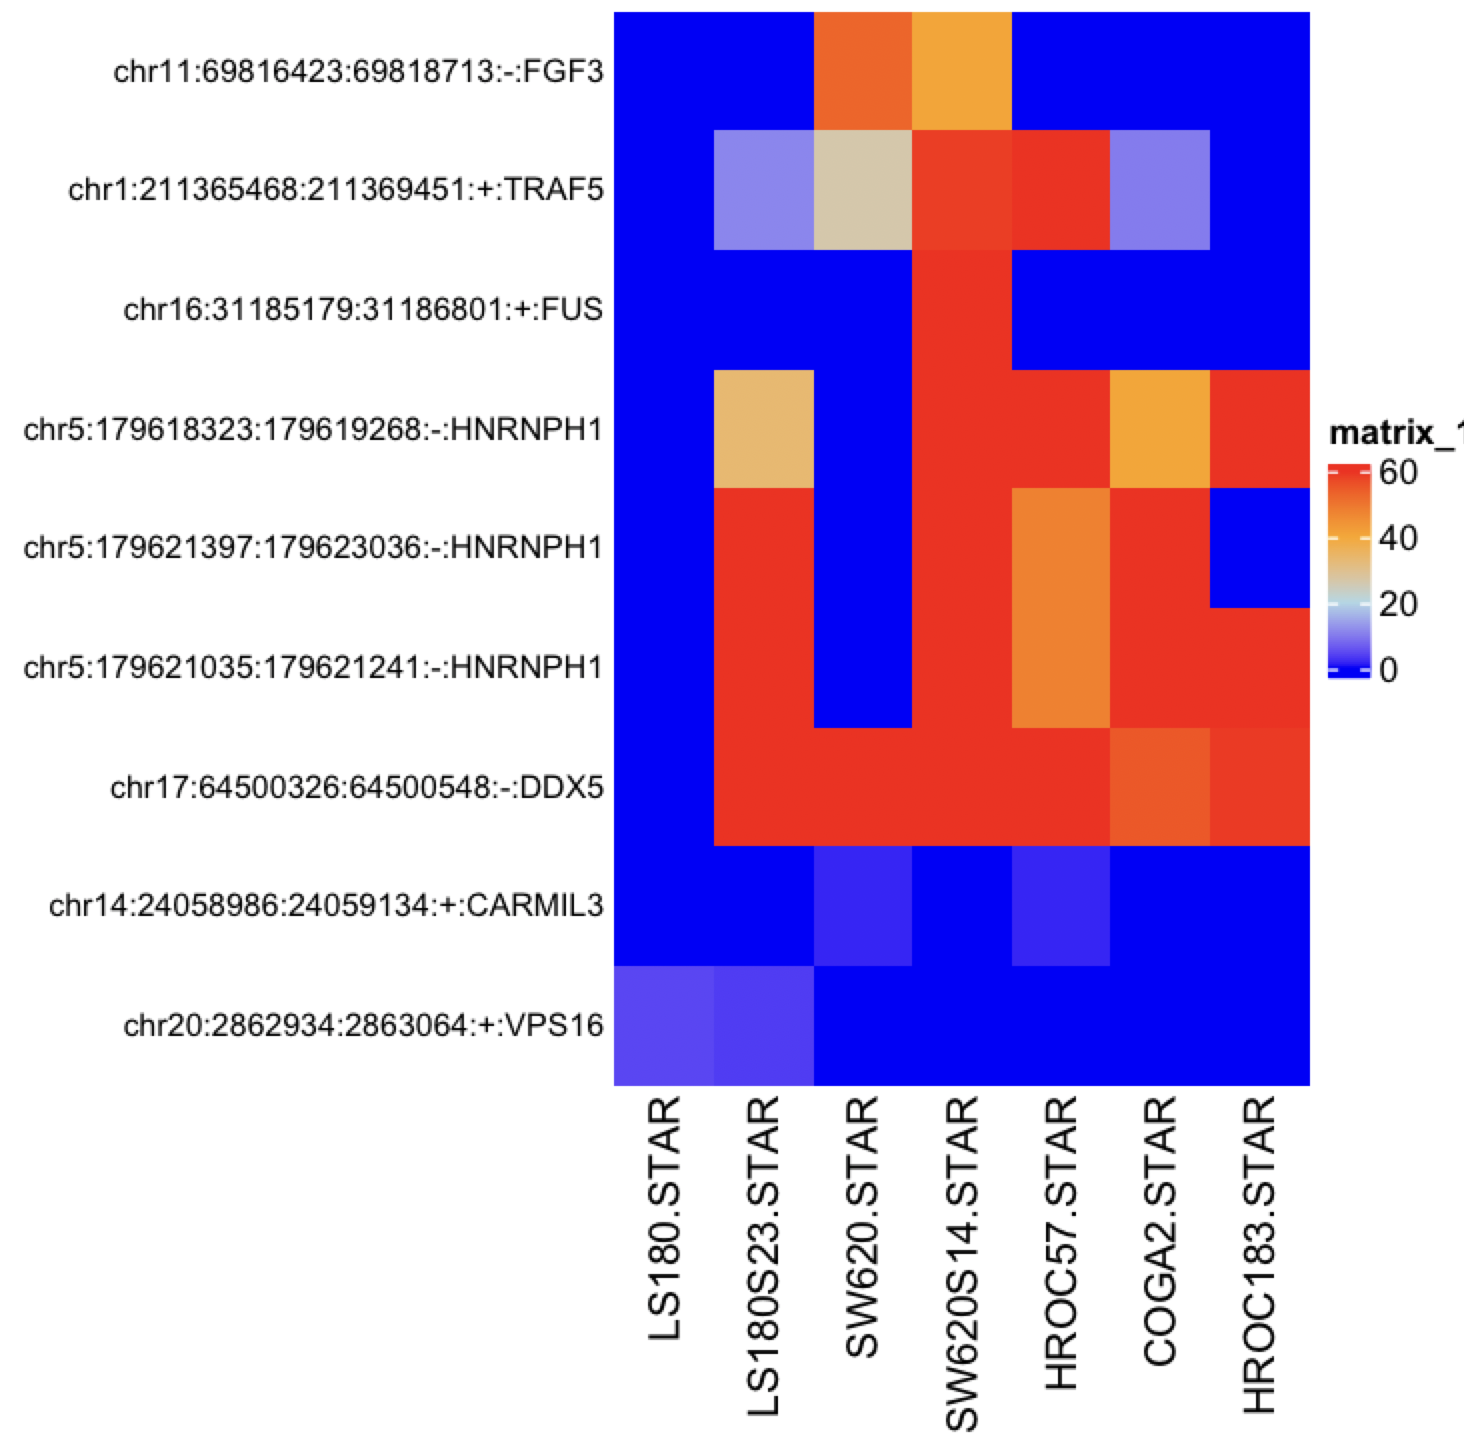 chr11:69816423:69818713:-:FGF3
chr1:211365468:211369451:+:TRAF5
chr16:31185179:31186801:+:FUS
chr5:179618323:179619268:-:HNRNPH1
chr5:179621397:179623036:-:HNRNPH1
chr5:179621035:179621241:-:HNRNPH1
chr17:64500326:64500548:-:DDX5
chr14:24058986:24059134:+:CARMIL3
chr20:2862934:2863064:+:VPS16
matrix_1
60
40
20
0
LS180.STAR
LS180S23.STAR
SW620.STAR
SW620S14.STAR
HROC57.STAR
COGA2.STAR
HROC183.STAR